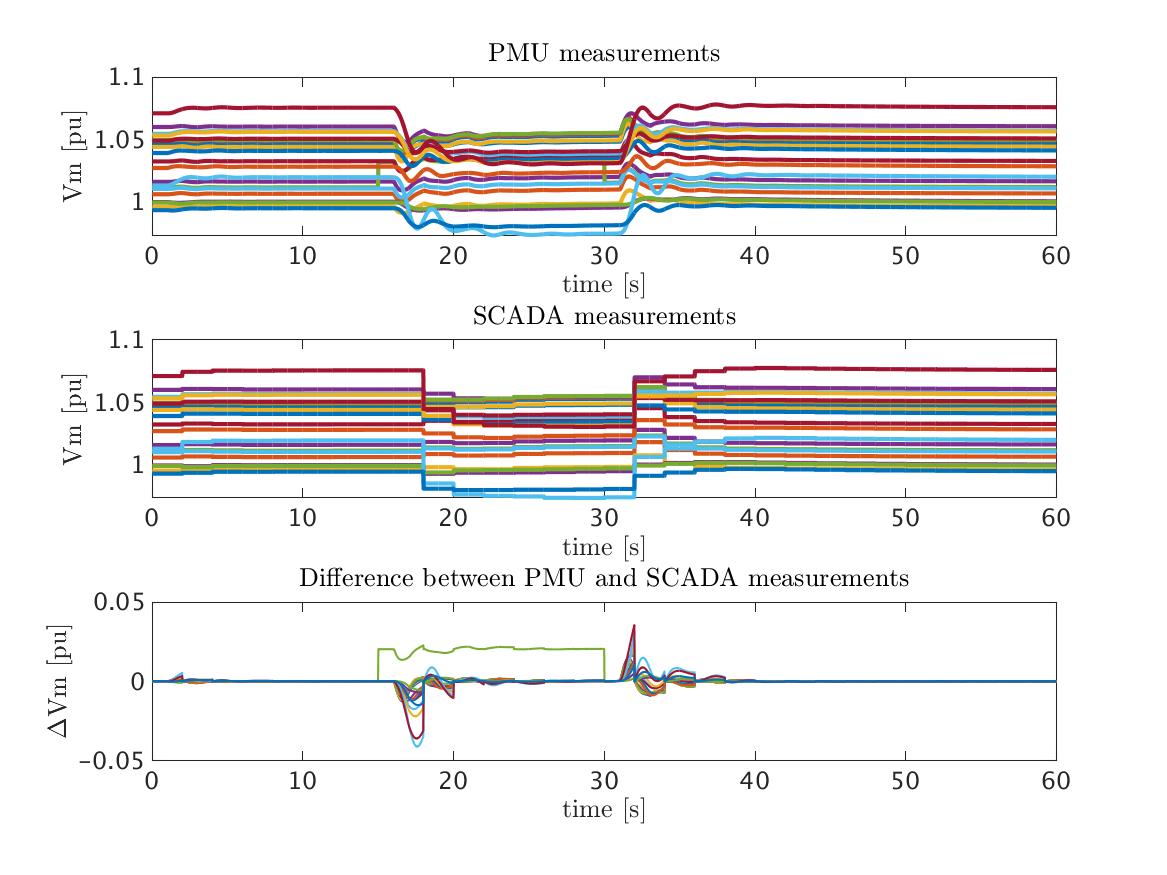 PMU measurements
1.1
1.05
1
Vm [pu]
0 10 20 30 40 50 60
time [s]
SCADA measurements
1.1
1.05
1
Vm [pu]
0 10 20 30 40 50 60
time [s]
Difference between PMU and SCADA measurements
0.05
0
-0.05
ΔVm [pu]
0 10 20 30 40 50 60
time [s]